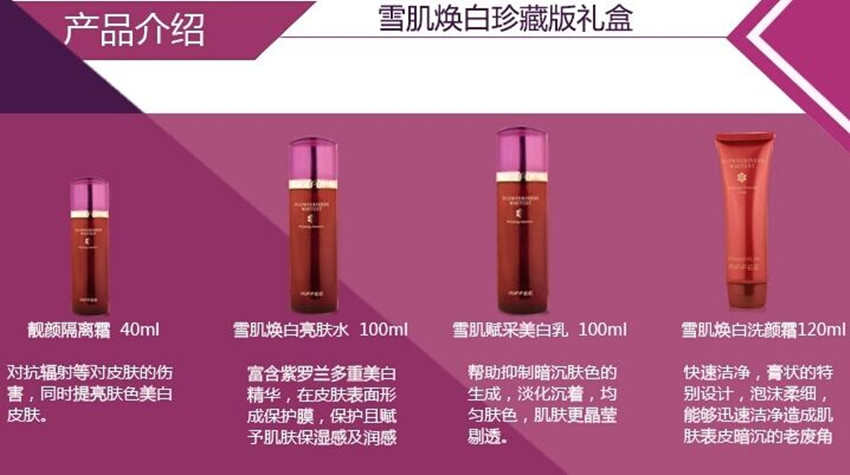 产品介绍
雪肌焕白珍藏版礼盒
RIFFEE
RIFFEE
RIFFEE
RIFFEE
靓颜隔离霜 40ml
雪肌焕白亮肤水 100ml
雪肌赋采美白乳 100ml
雪肌焕白洗颜霜120ml
对抗辐射等对皮肤的伤
害，同时提亮肤色美白
皮肤。
富含紫罗兰多重美白
精华，在皮肤表面形
成保护膜，保护且赋
予肌肤保湿感及润感
帮助抑制暗沉肤色的
生成，淡化沉着，均
匀肤色，肌肤更晶莹
剔透。
快速洁净，膏状的特
别设计，泡沫柔细，
能够迅速洁净造成肌
肤表皮暗沉的老废角